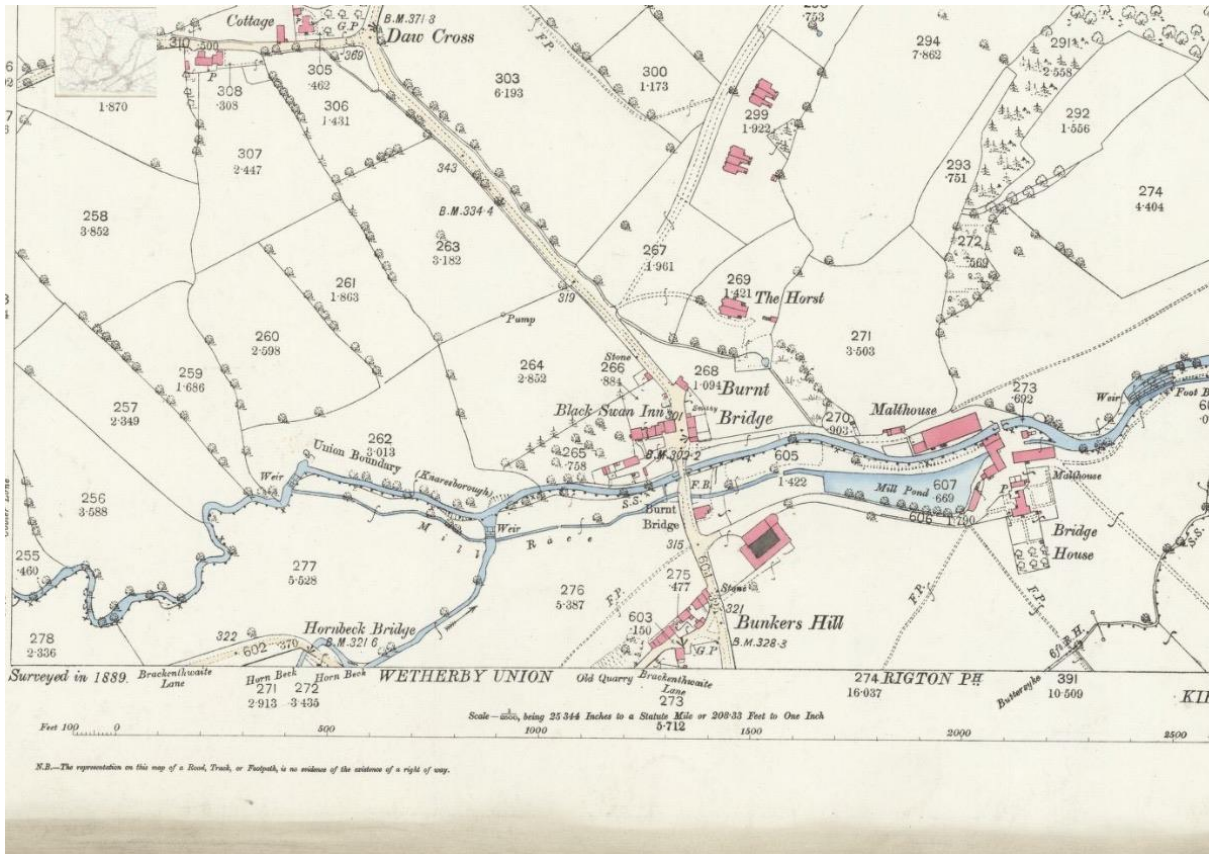 Cottage
G.P.
B.M.371·3
Daw Cross
310
·500
·369
P
308
·308
305
·462
306
1·431
1·870
307
2·447
303
6·193
F.P.
300
1·173
·753
299
1·922
294
7·862
291
2·558
292
1·556
293
·751
274
4·404
272
·569
343
B.M.334·4
258
3·852
263
3·182
261
1·863
267
1·961
269
1·421
The Horst
319
Pump
260
2·598
259
1·686
257
2·349
264
2·852
Stone
266
·884
268
1·094
271
3·503
Burnt
Bridge
Black Swan Inn
301
Smithy
270
·903
Malthouse
273
·692
Weir
Foot B
262
3·013
Union Boundary
(Knaresborough)
265
·758
B.M.302·2
605
1·422
Mill Pond
607
·669
Malthouse
P
256
3·588
Weir
S.S.
F.B.
Burnt
Bridge
Mill Race
Weir
606
1·790
Bridge
House
255
·460
277
5·528
276
5·387
315
275
·477
Stone
321
F.P.
F.P.
F.P.
S.S.
278
2·336
322
602
·370
Hornbeck Bridge
B.M.321·6
603
·150
Bunkers Hill
B.M.328·3
G.P
6ft R.H.
Surveyed in 1889.
Brackenthwaite
Lane
Horn Beck
Horn Beck
271
2·913
272
3·435
WETHERBY UNION
Old Quarry
Brackenthwaite
Lane
273
5·712
274
16·037
RIGTON PH.
Buttersyke
391
10·509
KI
Scale — 1/2500, being 25·344 Inches to a Statute Mile or 208·33 Feet to One Inch
Feet 100 0 500 1000 1500 2000 2500
N.B.—The representation on this map of a Road, Track, or Footpath, is no evidence of the existence of a right of way.